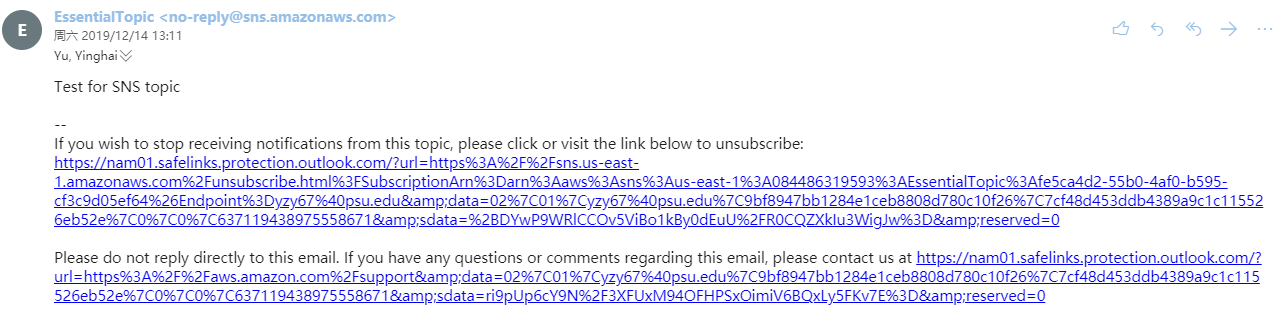 E
EssentialTopic <no-reply@sns.amazonaws.com>
周六 2019/12/14 13:11
Yu, Yinghai
Test for SNS topic
--
If you wish to stop receiving notifications from this topic, please click or visit the link below to unsubscribe:
https://nam01.safelinks.protection.outlook.com/?url=https%3A%2F%2Fsns.us-east-
1.amazonaws.com%2Funsubscribe.html%3FSubscriptionArn%3Darn%3Aaws%3Asns%3Aus-east-1%3A084486319593%3AEssentialTopic%3Afe5ca4d2-55b0-4af0-b595-
cf3c9d05ef64%26Endpoint%3Dyzy67%40psu.edu&amp;data=02%7C01%7Cyzy67%40psu.edu%7C9bf8947bb1284e1ceb8808d780c10f26%7C7cf48d453ddb4389a9c1c11552
6eb52e%7C0%7C0%7C637119438975558671&amp;sdata=%2BDYwP9WRlCCOv5ViBo1kBy0dEuU%2FR0CQZXkIu3WigJw%3D&amp;reserved=0
Please do not reply directly to this email. If you have any questions or comments regarding this email, please contact us at https://nam01.safelinks.protection.outlook.com/?
url=https%3A%2F%2Faws.amazon.com%2Fsupport&amp;data=02%7C01%7Cyzy67%40psu.edu%7C9bf8947bb1284e1ceb8808d780c10f26%7C7cf48d453ddb4389a9c1c115
526eb52e%7C0%7C0%7C637119438975558671&amp;sdata=ri9pUp6cY9N%2F3XFUxM94OFHPSxOimiV6BQxLy5FKv7E%3D&amp;reserved=0